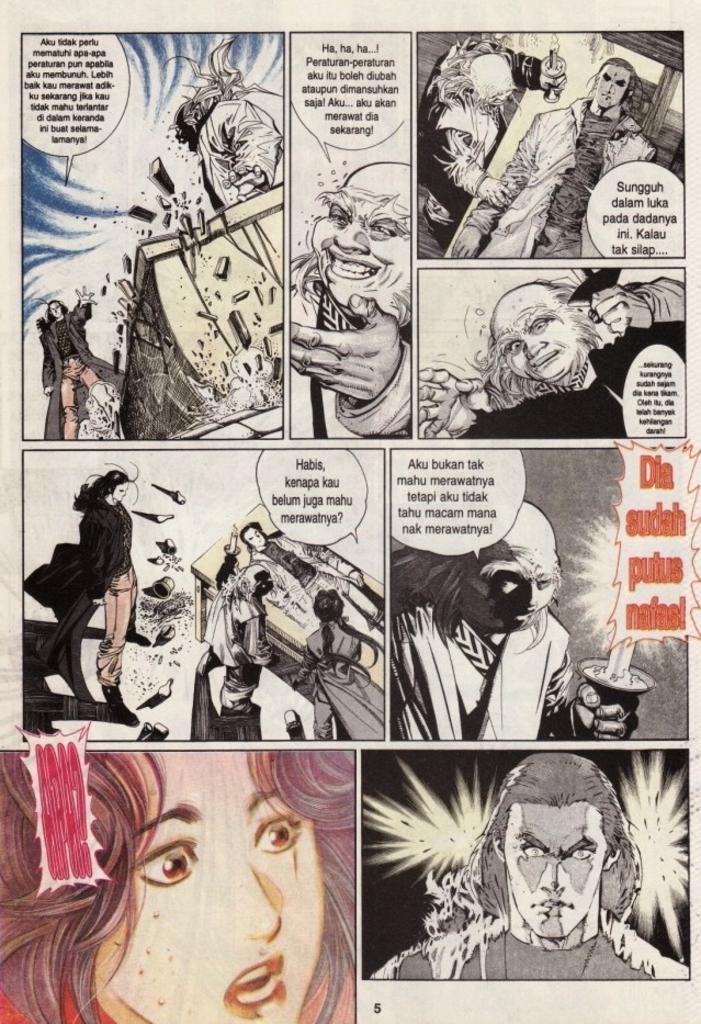 Aku tidak perlu
mematuhi apa-apa
peraturan pun apabila
aku membunuh. Lebih
baik kau merawat adik-
ku sekarang jika kau
tidak mahu terlantar
di dalam keranda
ini buat selama-
lamanya!
Ha, ha, ha...!
Peraturan-peraturan
aku itu boleh diubah
ataupun dimansuhkan
saja! Aku... aku akan
merawat dia
sekarang!
Sungguh
dalam luka
pada dadanya
ini. Kalau
tak silap....
...sekurang
kurangnya
sudah sejam
dia kena tikam.
Oleh itu, dia
telah banyak
kehilangan
darah!
Habis,
kenapa kau
belum juga mahu
merawatnya?
Aku bukan tak
mahu merawatnya
tetapi aku tidak
tahu macam mana
nak merawatnya!
Dia
sudah
putus
nafas!
5